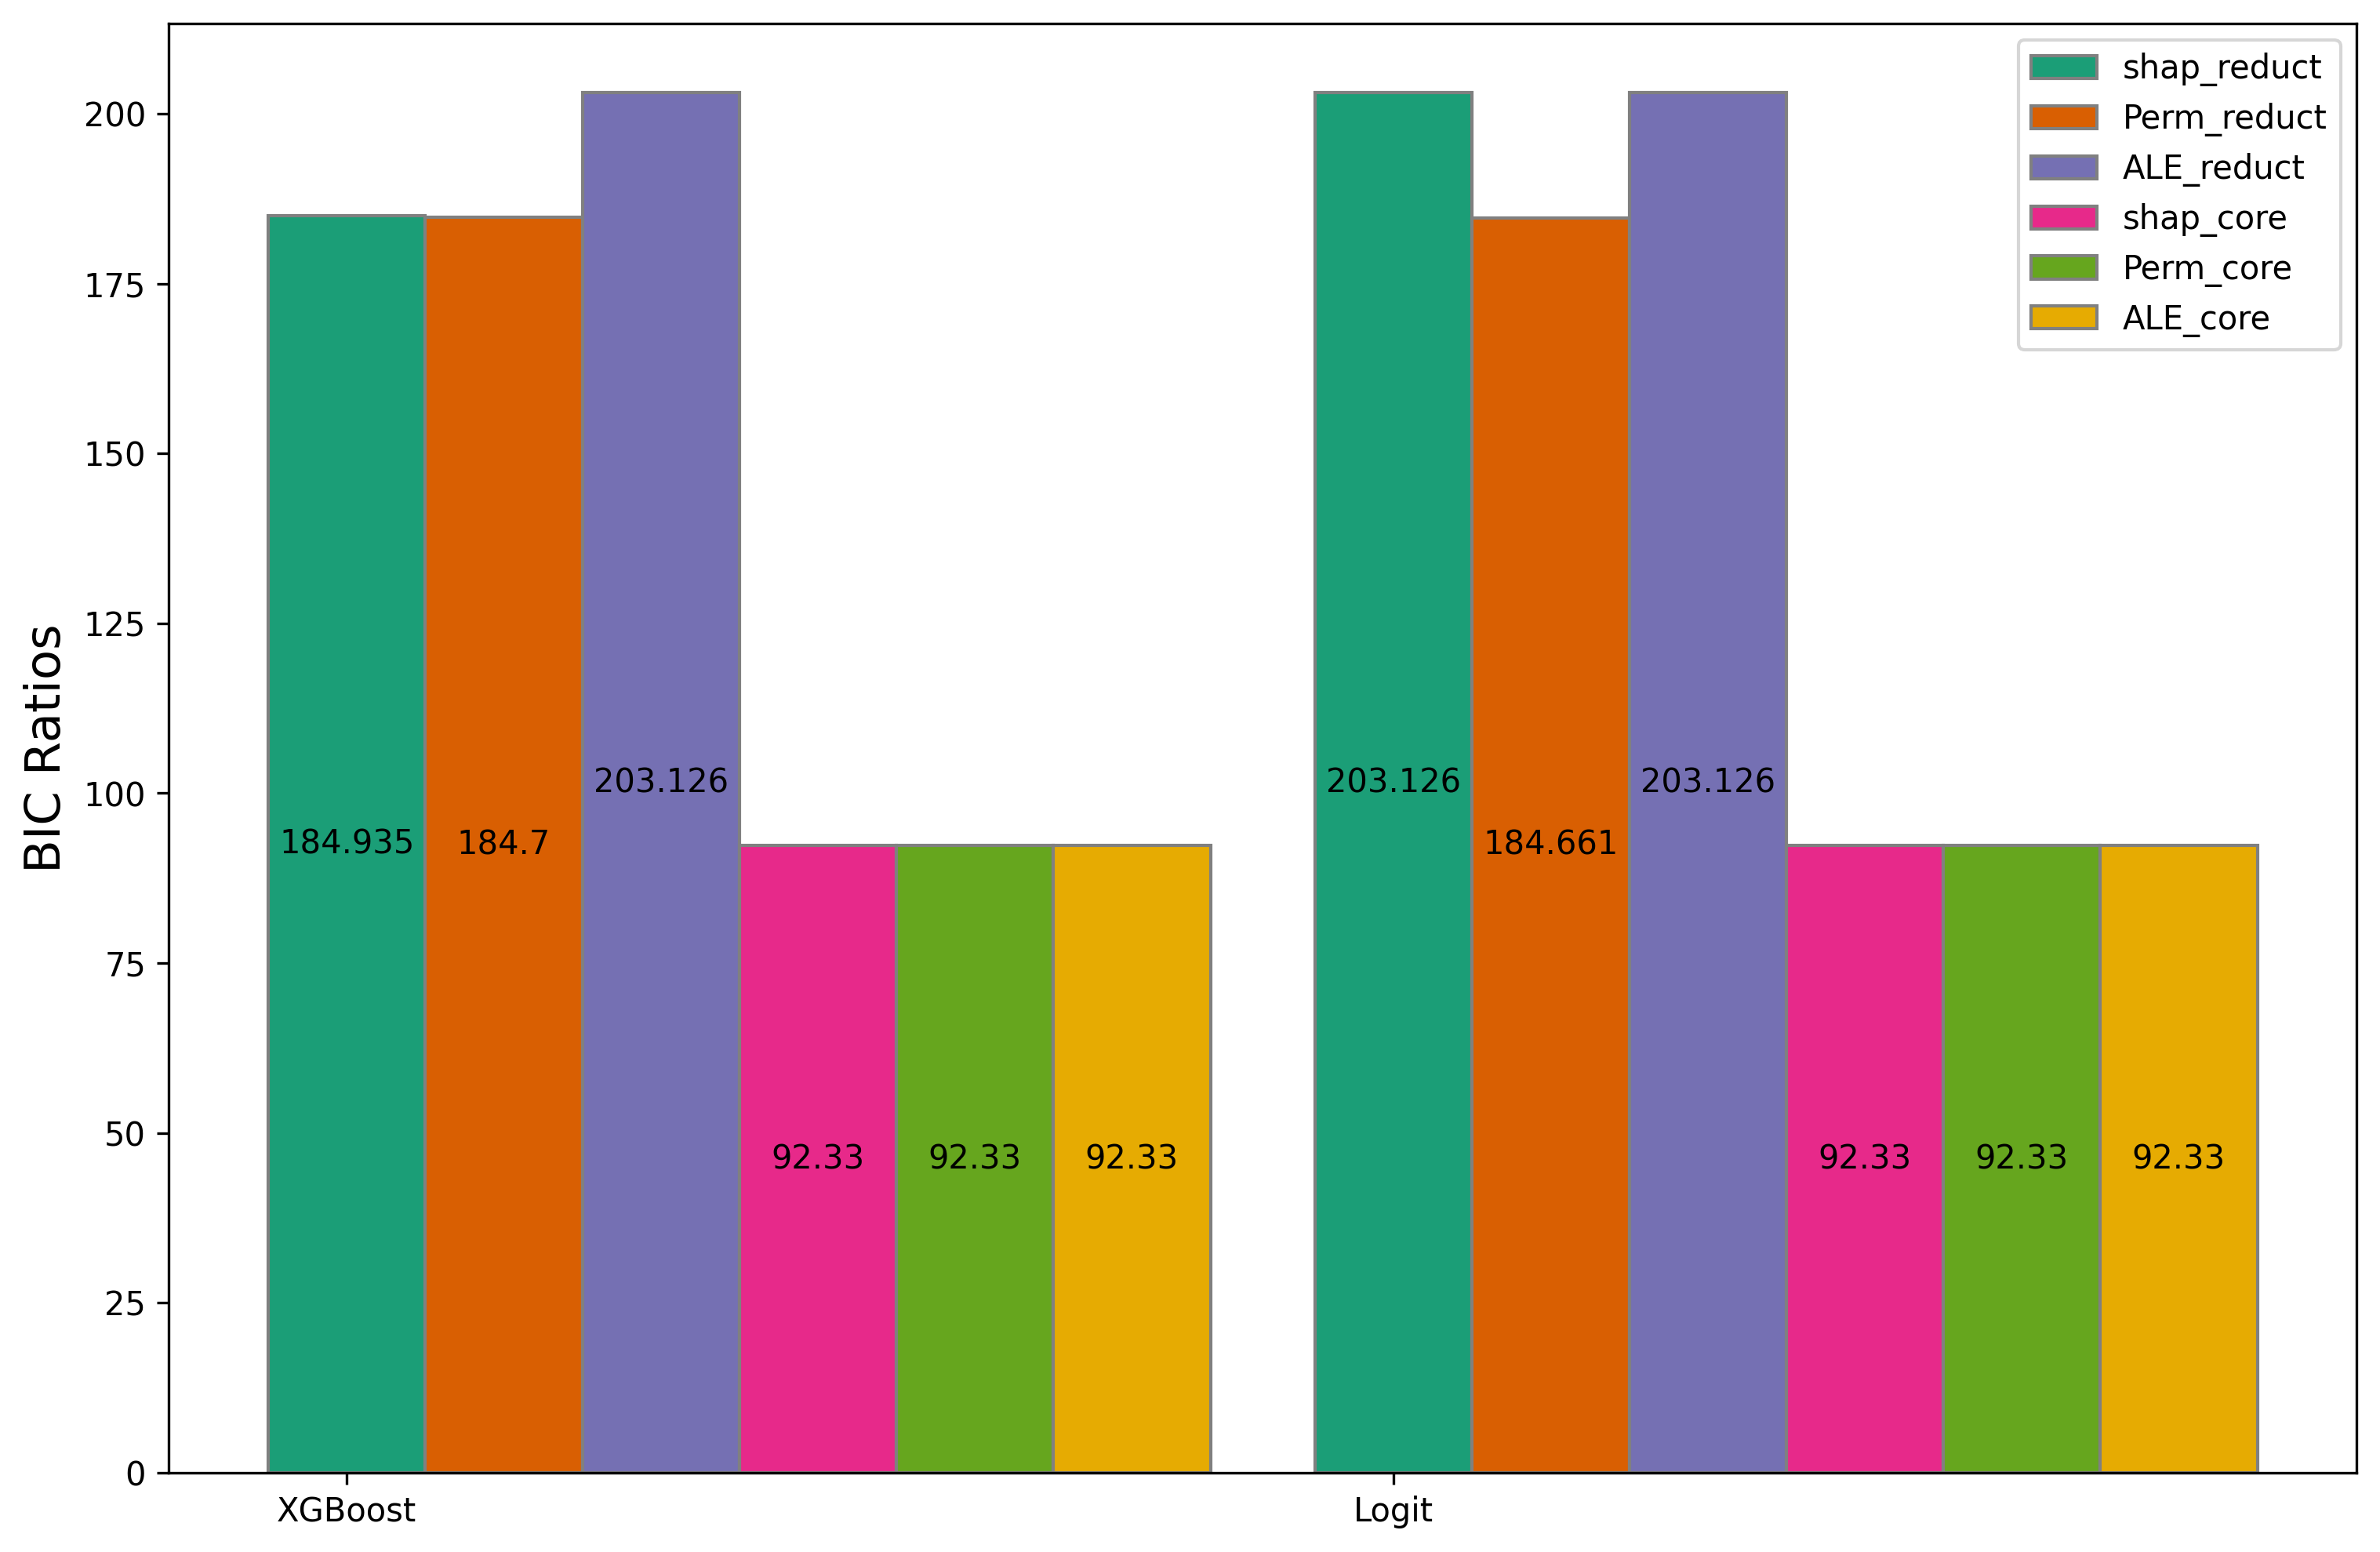 BIC Ratios
200
175
150
125
100
75
50
25
0
184.935
184.7
203.126
92.33
92.33
92.33
203.126
184.661
203.126
92.33
92.33
92.33
XGBoost
Logit
shap_reduct
Perm_reduct
ALE_reduct
shap_core
Perm_core
ALE_core